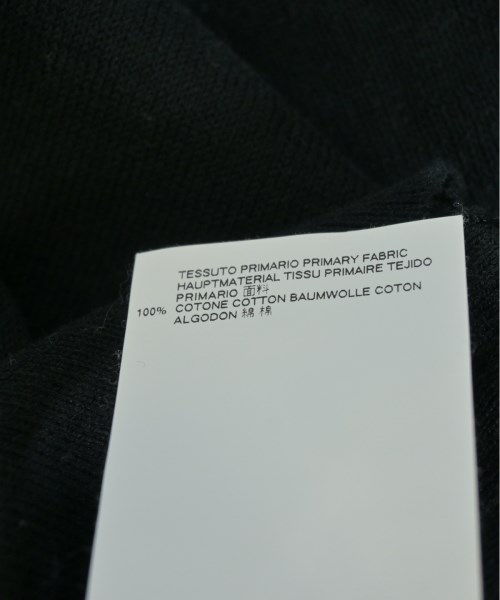 TESSUTO PRIMARIO PRIMARY FABRIC
HAUPTMATERIAL TISSU PRIMAIRE TEJIDO
PRIMARIO 面料
100% COTONE COTTON BAUMWOLLE COTON
ALGODON 綿 棉